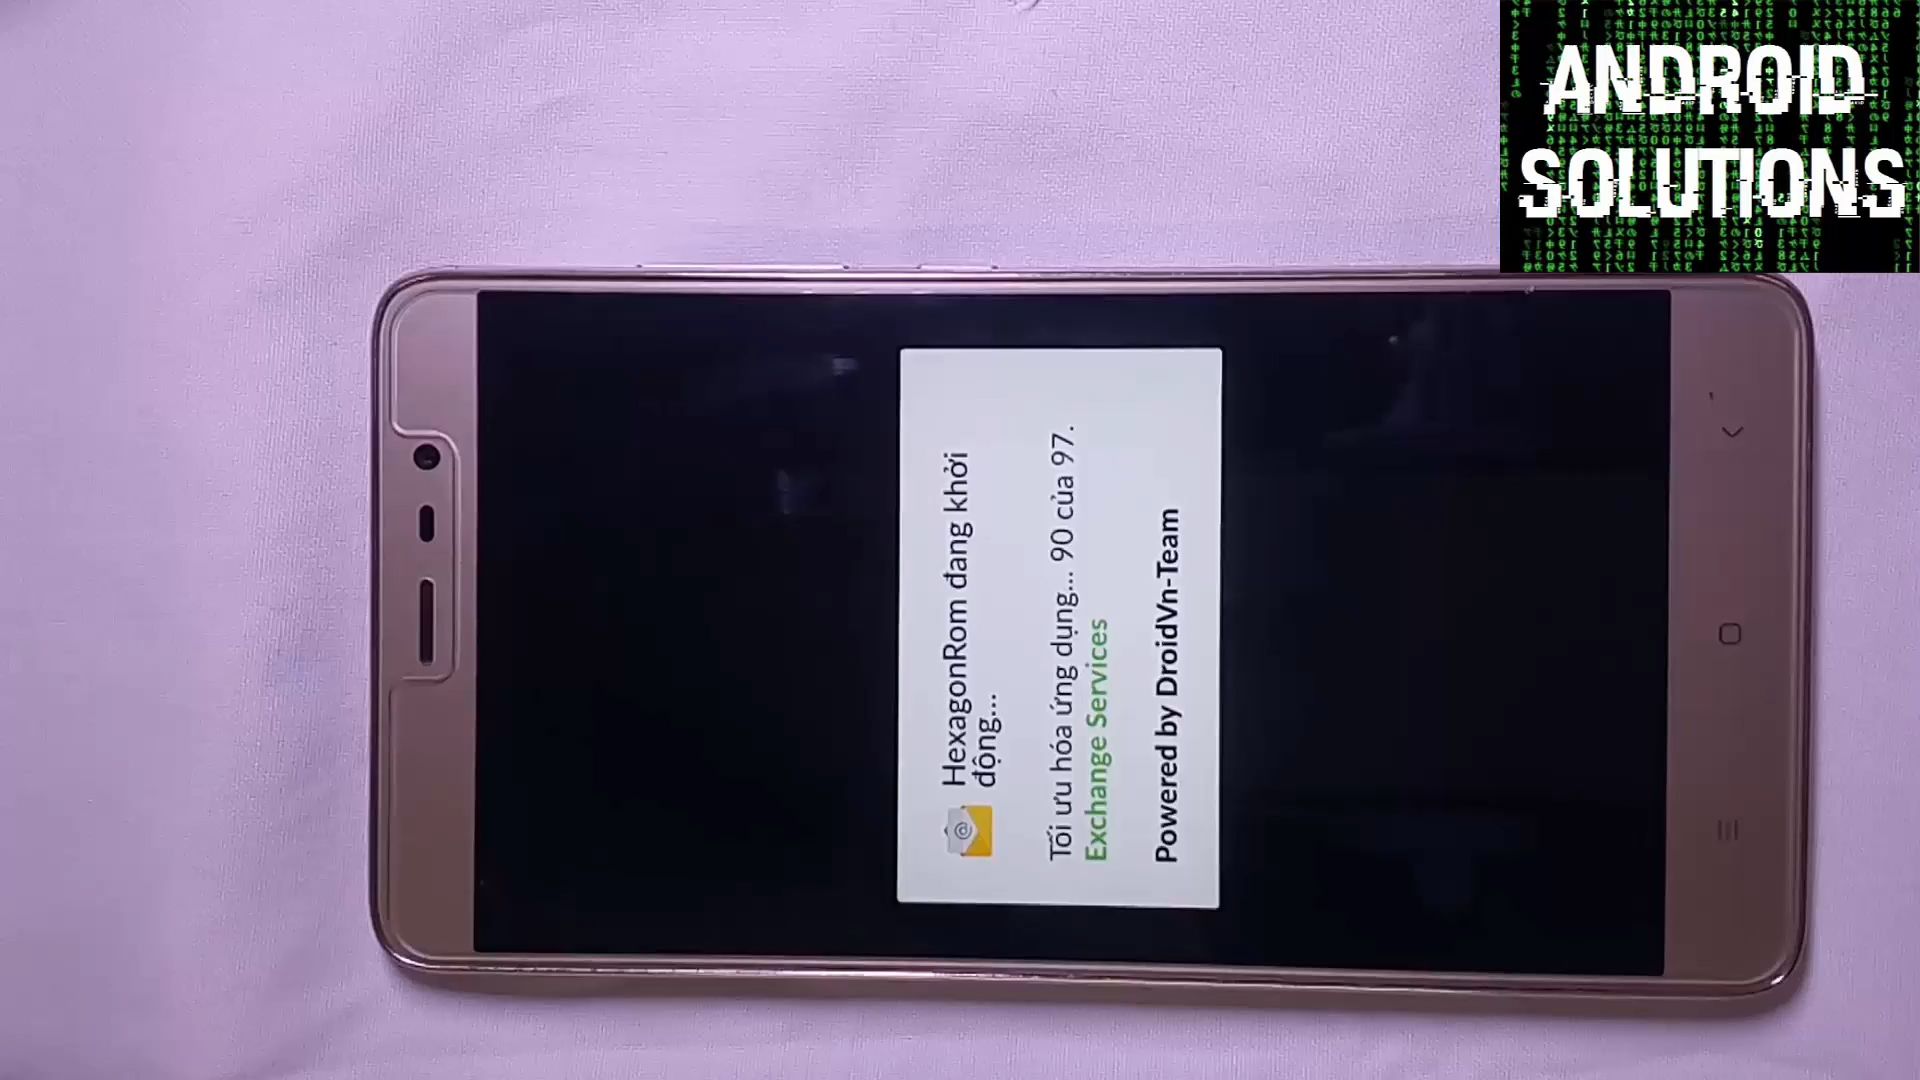 ANDROID
SOLUTIONS
HexagonRom đang khởi
động...
Tối ưu hóa ứng dụng... 90 của 97.
Exchange Services
Powered by DroidVn-Team